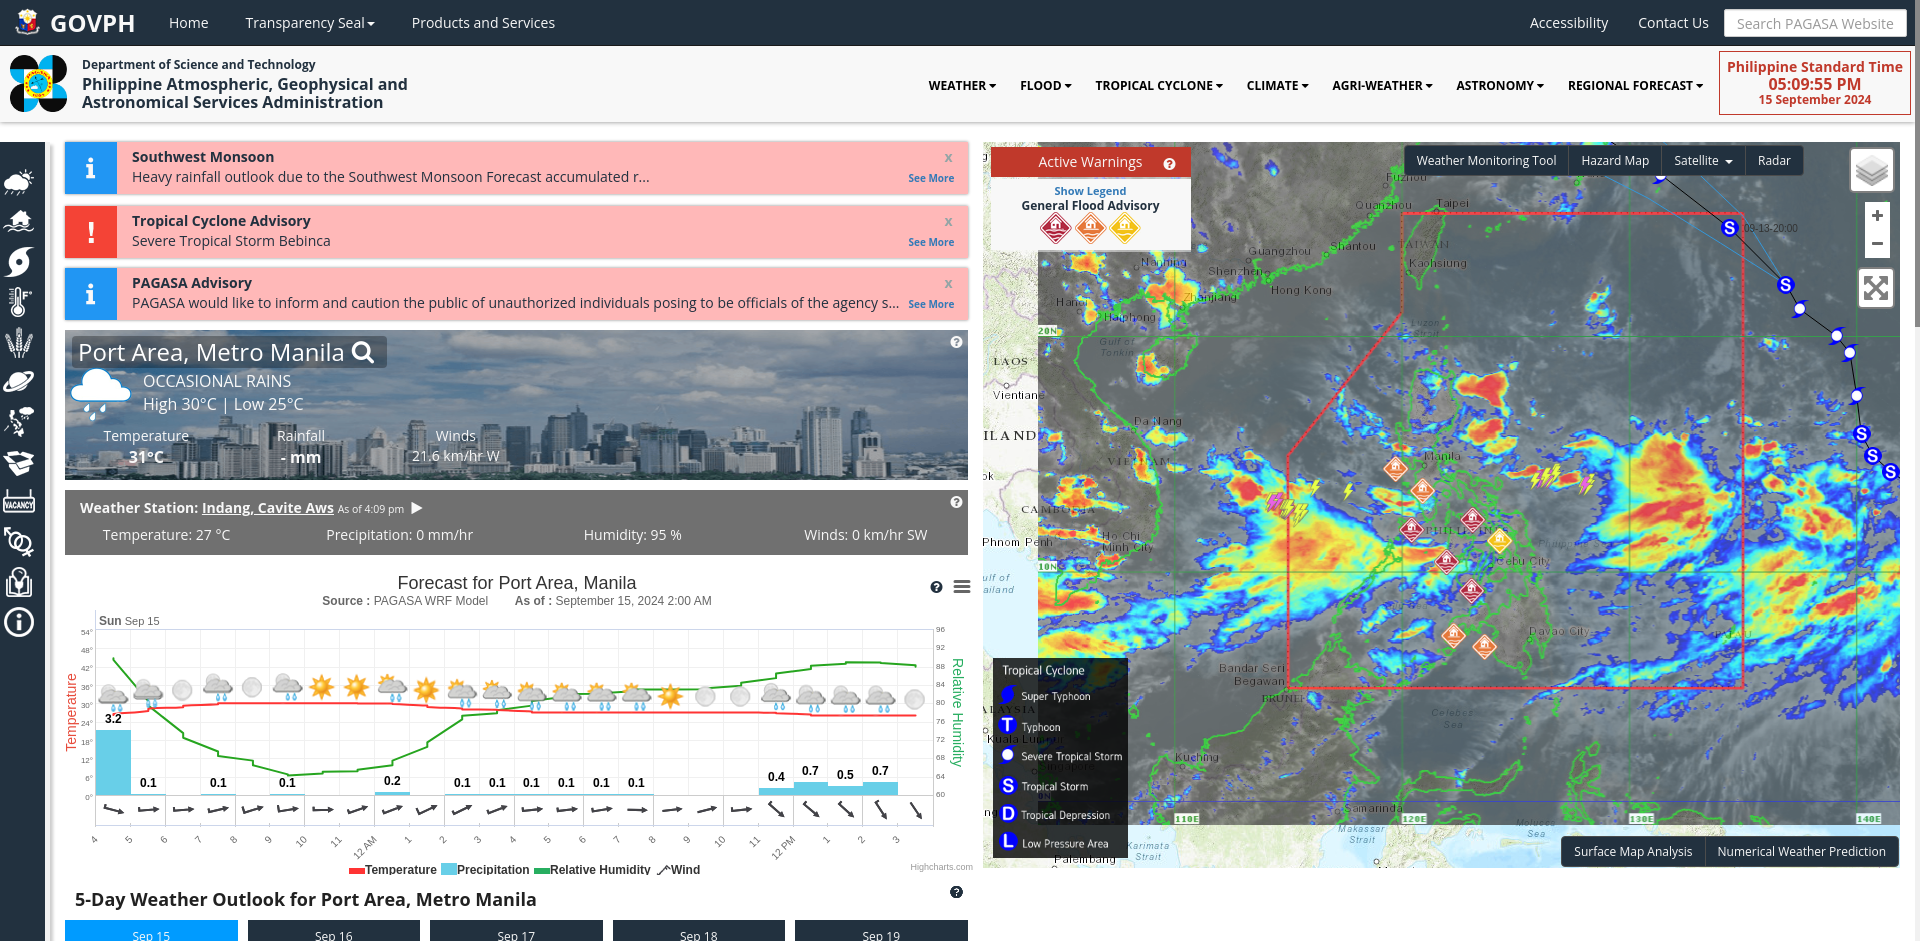 GOVPH
Home
Transparency Seal
Products and Services
Accessibility
Contact Us
Search PAGASA Website
Department of Science and Technology
Philippine Atmospheric, Geophysical and
Astronomical Services Administration
WEATHER
FLOOD
TROPICAL CYCLONE
CLIMATE
AGRI-WEATHER
ASTRONOMY
REGIONAL FORECAST
Philippine Standard Time
05:09:55 PM
15 September 2024
VACANCY
Southwest Monsoon
x
Heavy rainfall outlook due to the Southwest Monsoon Forecast accumulated r...
See More
Tropical Cyclone Advisory
x
Severe Tropical Storm Bebinca
See More
PAGASA Advisory
x
PAGASA would like to inform and caution the public of unauthorized individuals posing to be officials of the agency s...
See More
Port Area, Metro Manila
OCCASIONAL RAINS
High 30°C | Low 25°C
Temperature
31°C
Rainfall
- mm
Winds
21.6 km/hr W
Weather Station: Indang, Cavite Aws As of 4:09 pm
Temperature: 27 °C
Precipitation: 0 mm/hr
Humidity: 95 %
Winds: 0 km/hr SW
Forecast for Port Area, Manila
Source : PAGASA WRF Model As of : September 15, 2024 2:00 AM
Sun Sep 15
Temperature
54°
48°
42°
36°
30°
24°
18°
12°
6°
0°
3.2
0.1
0.1
0.1
0.2
0.1
0.1
0.1
0.1
0.1
0.1
0.4
0.7
0.5
0.7
96
92
88
84
80
76
72
68
64
60
Relative Humidity
4 5 6 7 8 9 10 11 12 AM 1 2 3 4 5 6 7 8 9 10 11 12 PM 1 2 3
Temperature Precipitation Relative Humidity Wind
Highcharts.com
5-Day Weather Outlook for Port Area, Metro Manila
Sep 15
Sep 16
Sep 17
Sep 18
Sep 19
Active Warnings
Show Legend
General Flood Advisory
Weather Monitoring Tool
Hazard Map
Satellite
Radar
+
−
Fuzhou
Quanzhou
Taipei
09-13-20:00
TAIWAN
Shantou
Guangzhou
Kaohsiung
Nanning
Shenzhen
Hong Kong
Zhanjiang
Hanoi
Haiphong
20N
Luzon
Strait
Gulf of
Tonkin
LAOS
Vientiane
Da Nang
ILAND
VIETNAM
Manila
ok
CAMBODIA
Phnom Penh
Ho Chi
Minh City
PHILIPPINES
Cebu City
10N
ulf of
ailand
Davao City
PALAU
Bandar Seri
Begawan
BRUNEI
ALAYSIA
Kuala Lum
Celebes
Sea
Kuching
Samarinda
110E
120E
130E
140E
Makassar
Strait
Molucca
Sea
Karimata
Strait
Palembang
Tropical Cyclone
Super Typhoon
T Typhoon
Severe Tropical Storm
S Tropical Storm
D Tropical Depression
L Low Pressure Area
Surface Map Analysis
Numerical Weather Prediction